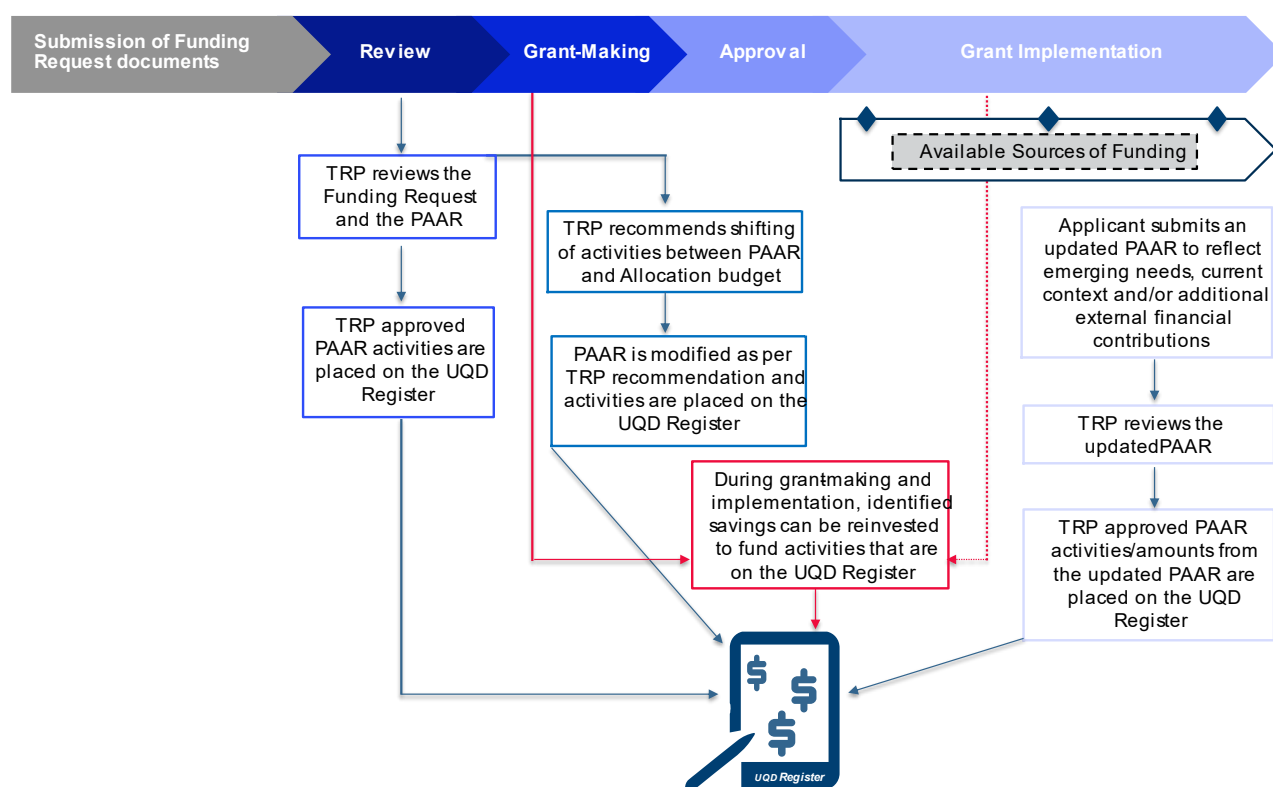 Submission of Funding
Request documents
Review
Grant-Making
Approval
Grant Implementation
Available Sources of Funding
TRP reviews the
Funding Request
and the PAAR
TRP recommends shifting
of activities between PAAR
and Allocation budget
Applicant submits an
updated PAAR to reflect
emerging needs, current
context and/or additional
external financial
contributions
TRP approved
PAAR activities are
placed on the UQD
Register
PAAR is modified as per
TRP recommendation and
activities are placed on the
UQD Register
TRP reviews the
updatedPAAR
During grant-making and
implementation, identified
savings can be reinvested
to fund activities that are
on the UQD Register
TRP approved PAAR
activities/amounts from
the updated PAAR are
placed on the UQD
Register
$
$
$
UQD Register